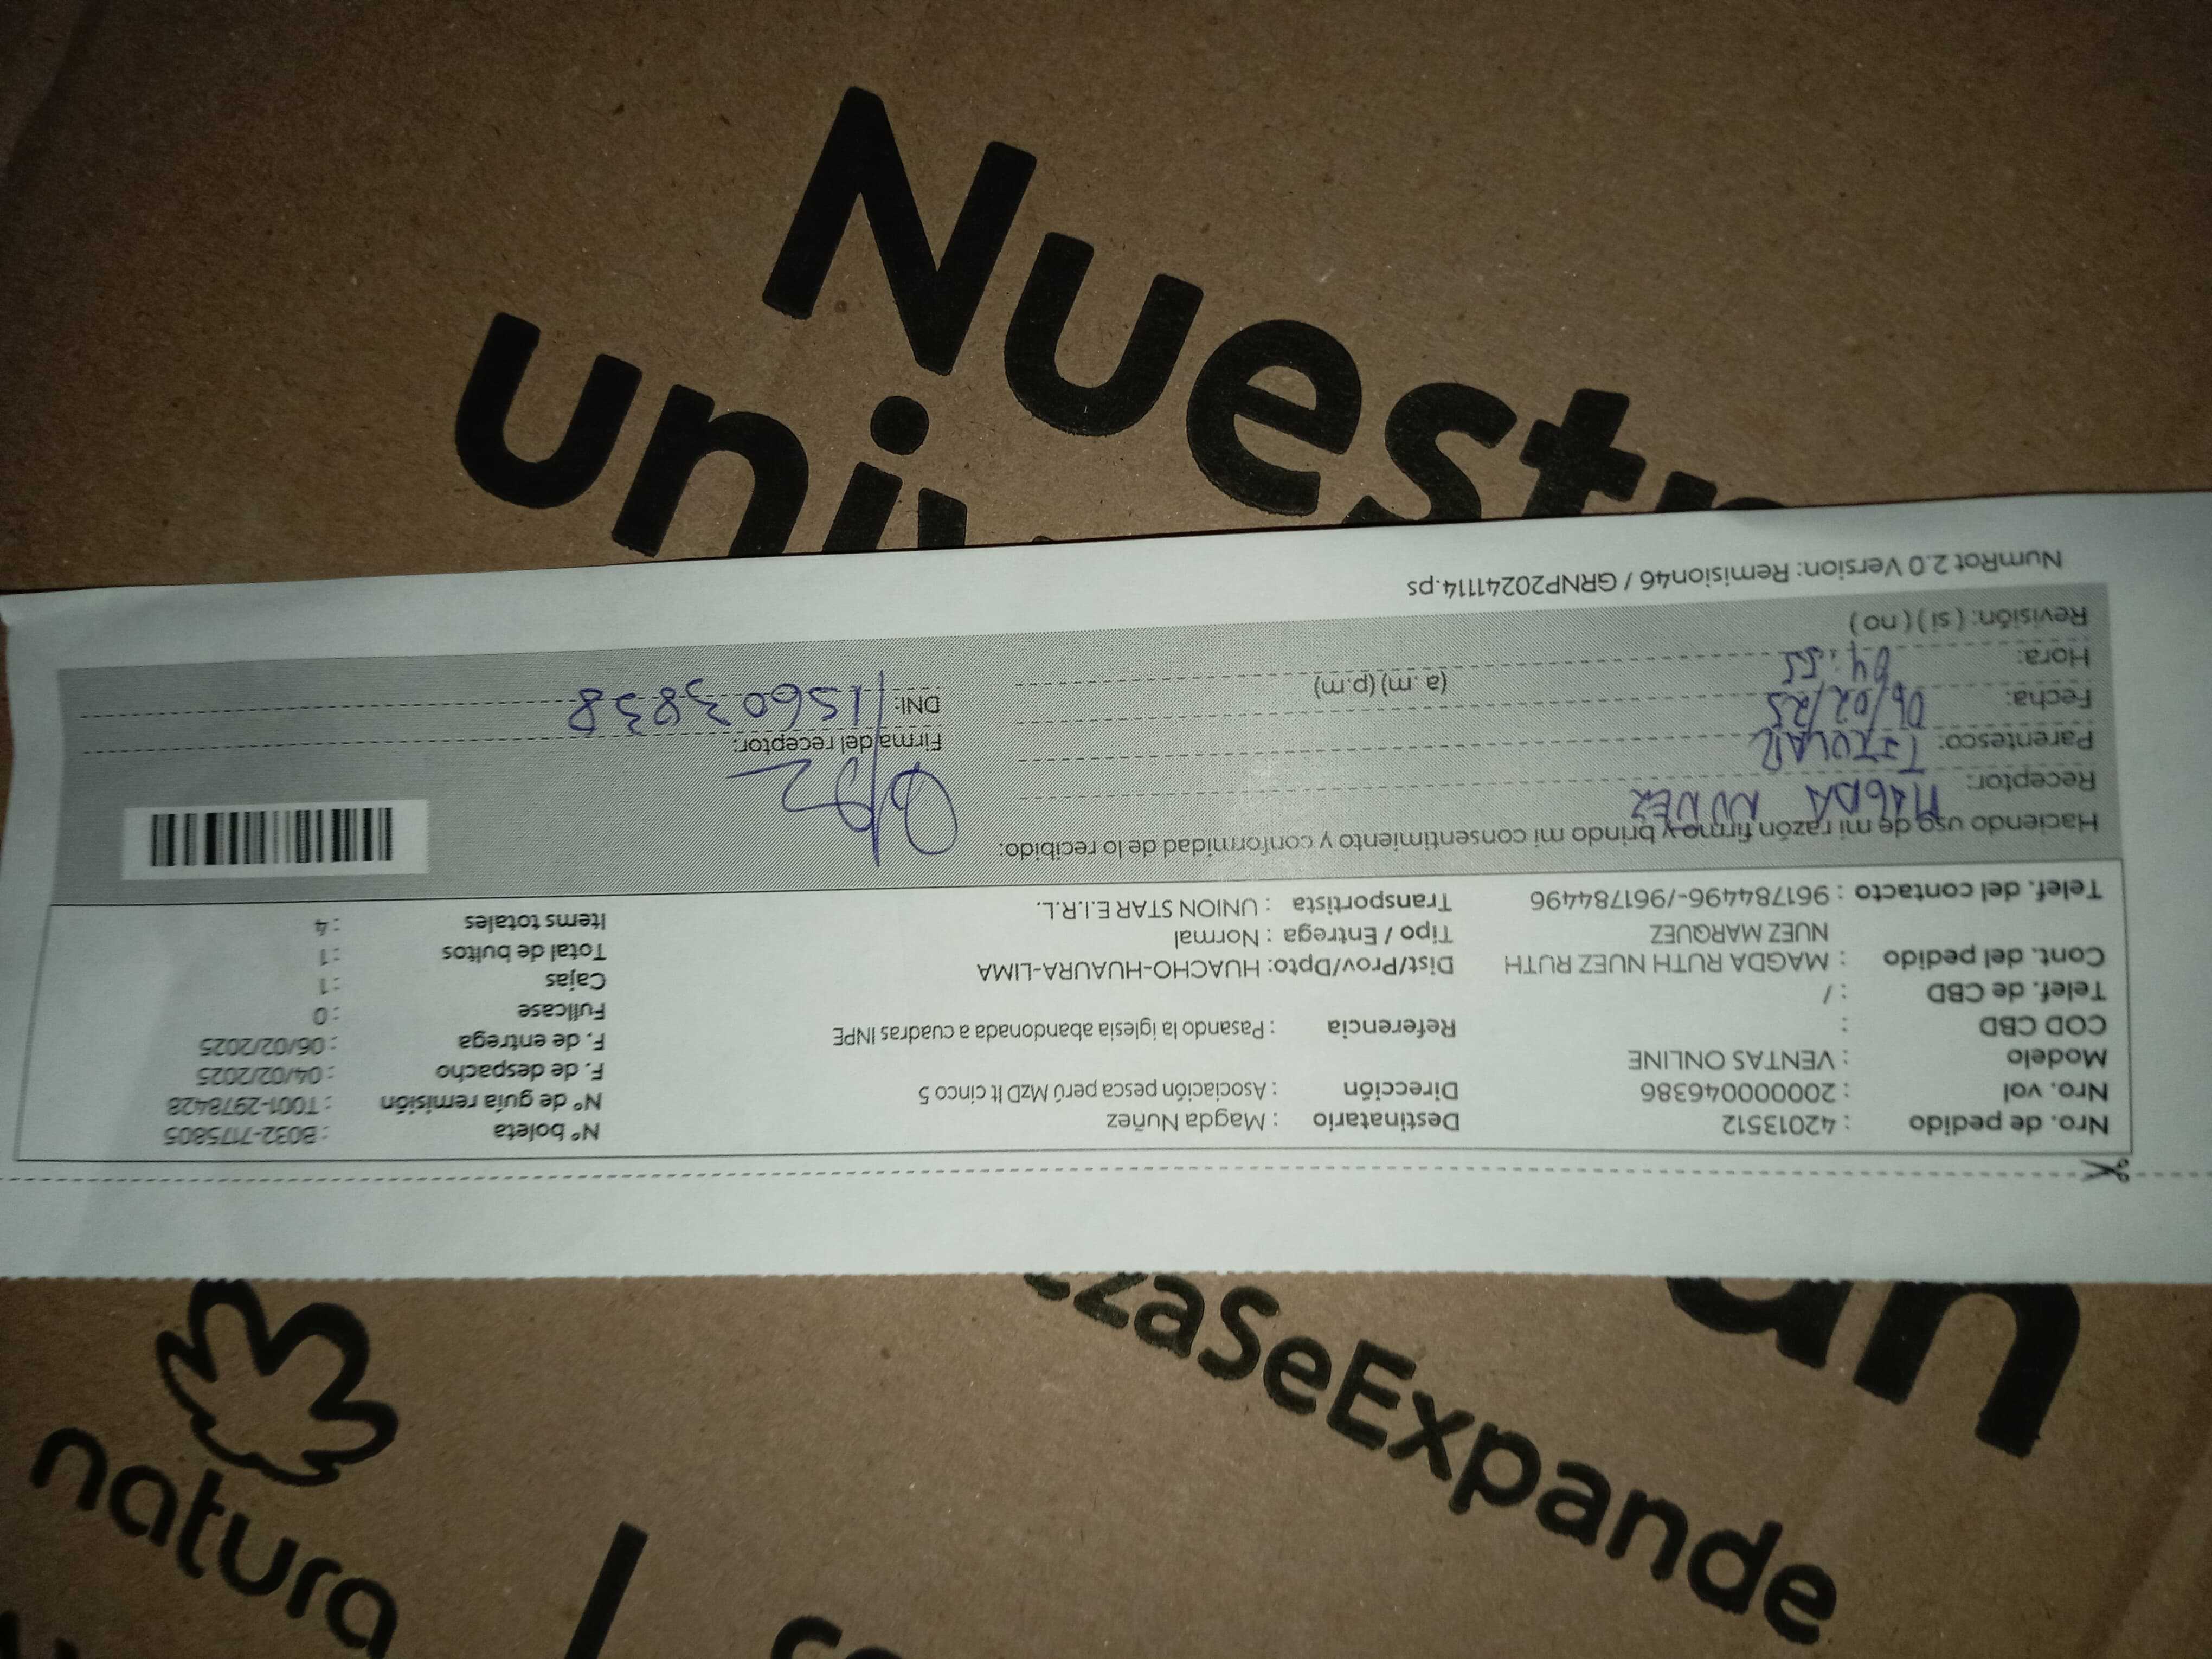 Nuestr
uni
Nro. de pedido : 42013512
Nro. vol : 20000000046386
Modelo : VENTAS ONLINE
COD CBD :
Telef. de CBD : /
Cont. del pedido : MAGDA RUTH NUEZ RUTH
NUEZ MARQUEZ
Telef. del contacto : 961784496-/961784496
Destinatario : Magda Nuñez
Dirección : Asociación pesca perú MzD lt cinco 5
Referencia : Pasando la iglesia abandonada a cuadras INPE
Dist/Prov/Dpto: HUACHO-HUAURA-LIMA
Tipo / Entrega : Normal
Transportista : UNION STAR E.I.R.L.
N° boleta : B032-7175805
N° de guía remisión : T001-2978428
F. de despacho : 04/02/2025
F. de entrega : 06/02/2025
Fullcase : 0
Cajas : 1
Total de bultos : 1
Items totales : 4
Haciendo uso de mi razón firmo y brindo mi consentimiento y conformidad de lo recibido:
Receptor: MAGDA NUÑEZ
Parentesco: TITULAR
Fecha: 06/02/25
Hora: 04:55 (a.m) (p.m)
Revisión: ( si ) ( no )
Firma del receptor:
DNI: 15603838
NumRot 2.0 Version: Remision46 / GRNP20241114.ps
zaSeExpande
natura